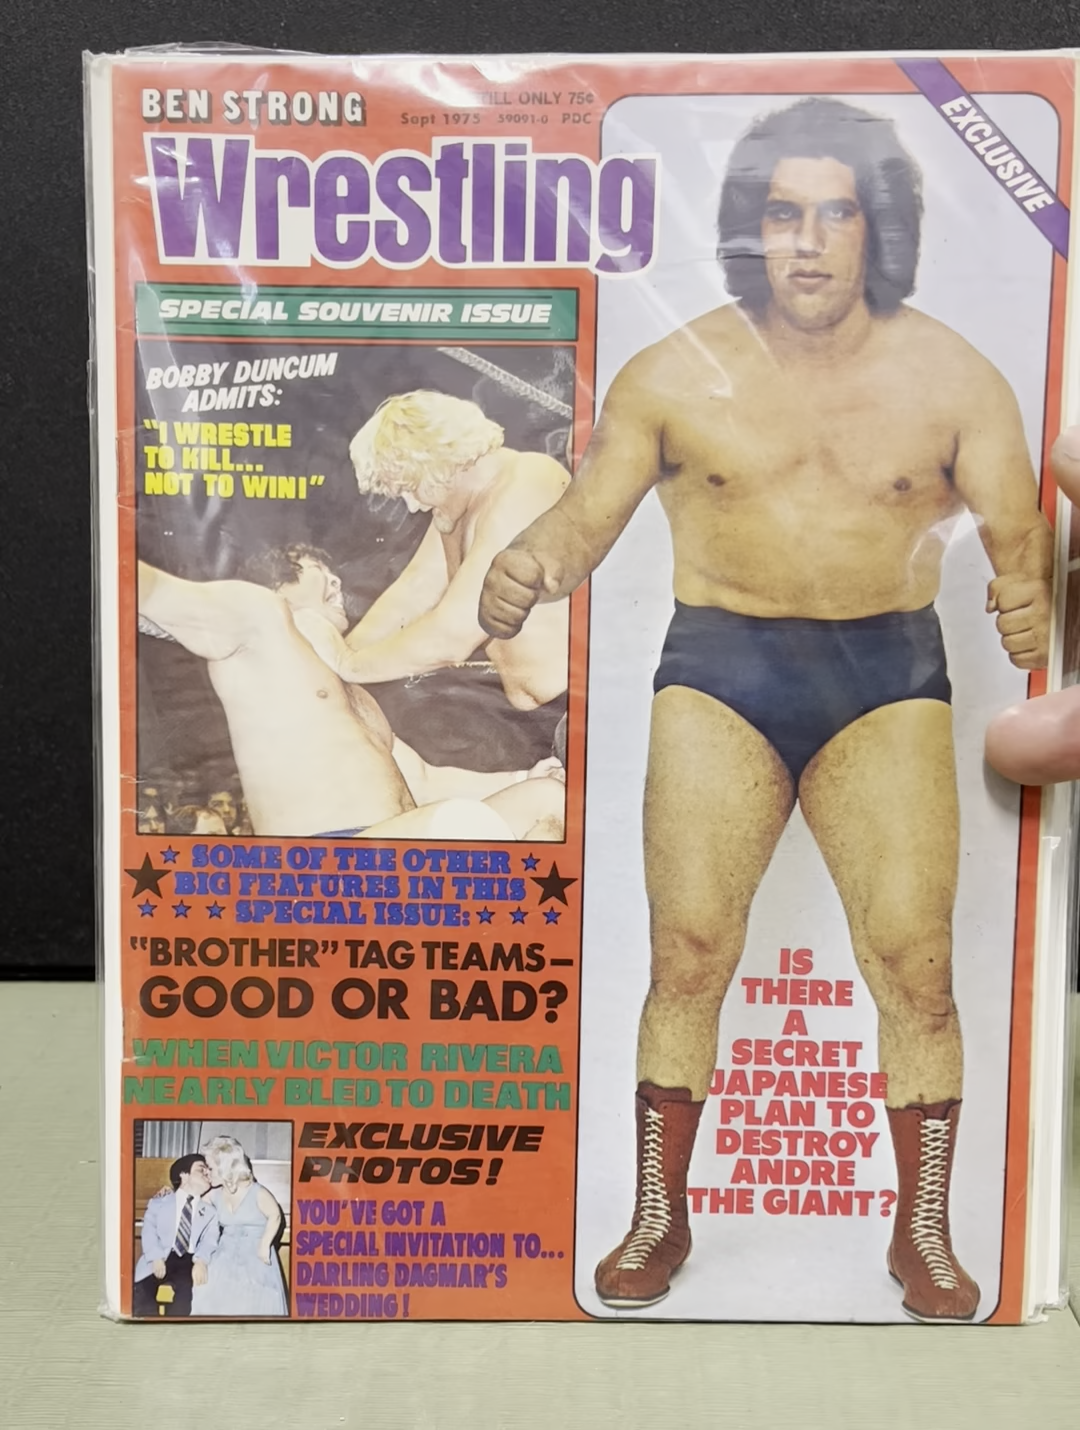 BEN STRONG
ILL ONLY 75¢
Sept 1975 59091-0 PDC
Wrestling
EXCLUSIVE
SPECIAL SOUVENIR ISSUE
BOBBY DUNCUM
ADMITS:
"I WRESTLE
TO KILL...
NOT TO WIN!"
SOME OF THE OTHER
BIG FEATURES IN THIS
SPECIAL ISSUE:
"BROTHER" TAG TEAMS—
GOOD OR BAD?
WHEN VICTOR RIVERA
NEARLY BLED TO DEATH
EXCLUSIVE
PHOTOS!
YOU'VE GOT A
SPECIAL INVITATION TO...
DARLING DAGMAR'S
WEDDING!
IS
THERE
A
SECRET
JAPANESE
PLAN TO
DESTROY
ANDRE
THE GIANT?